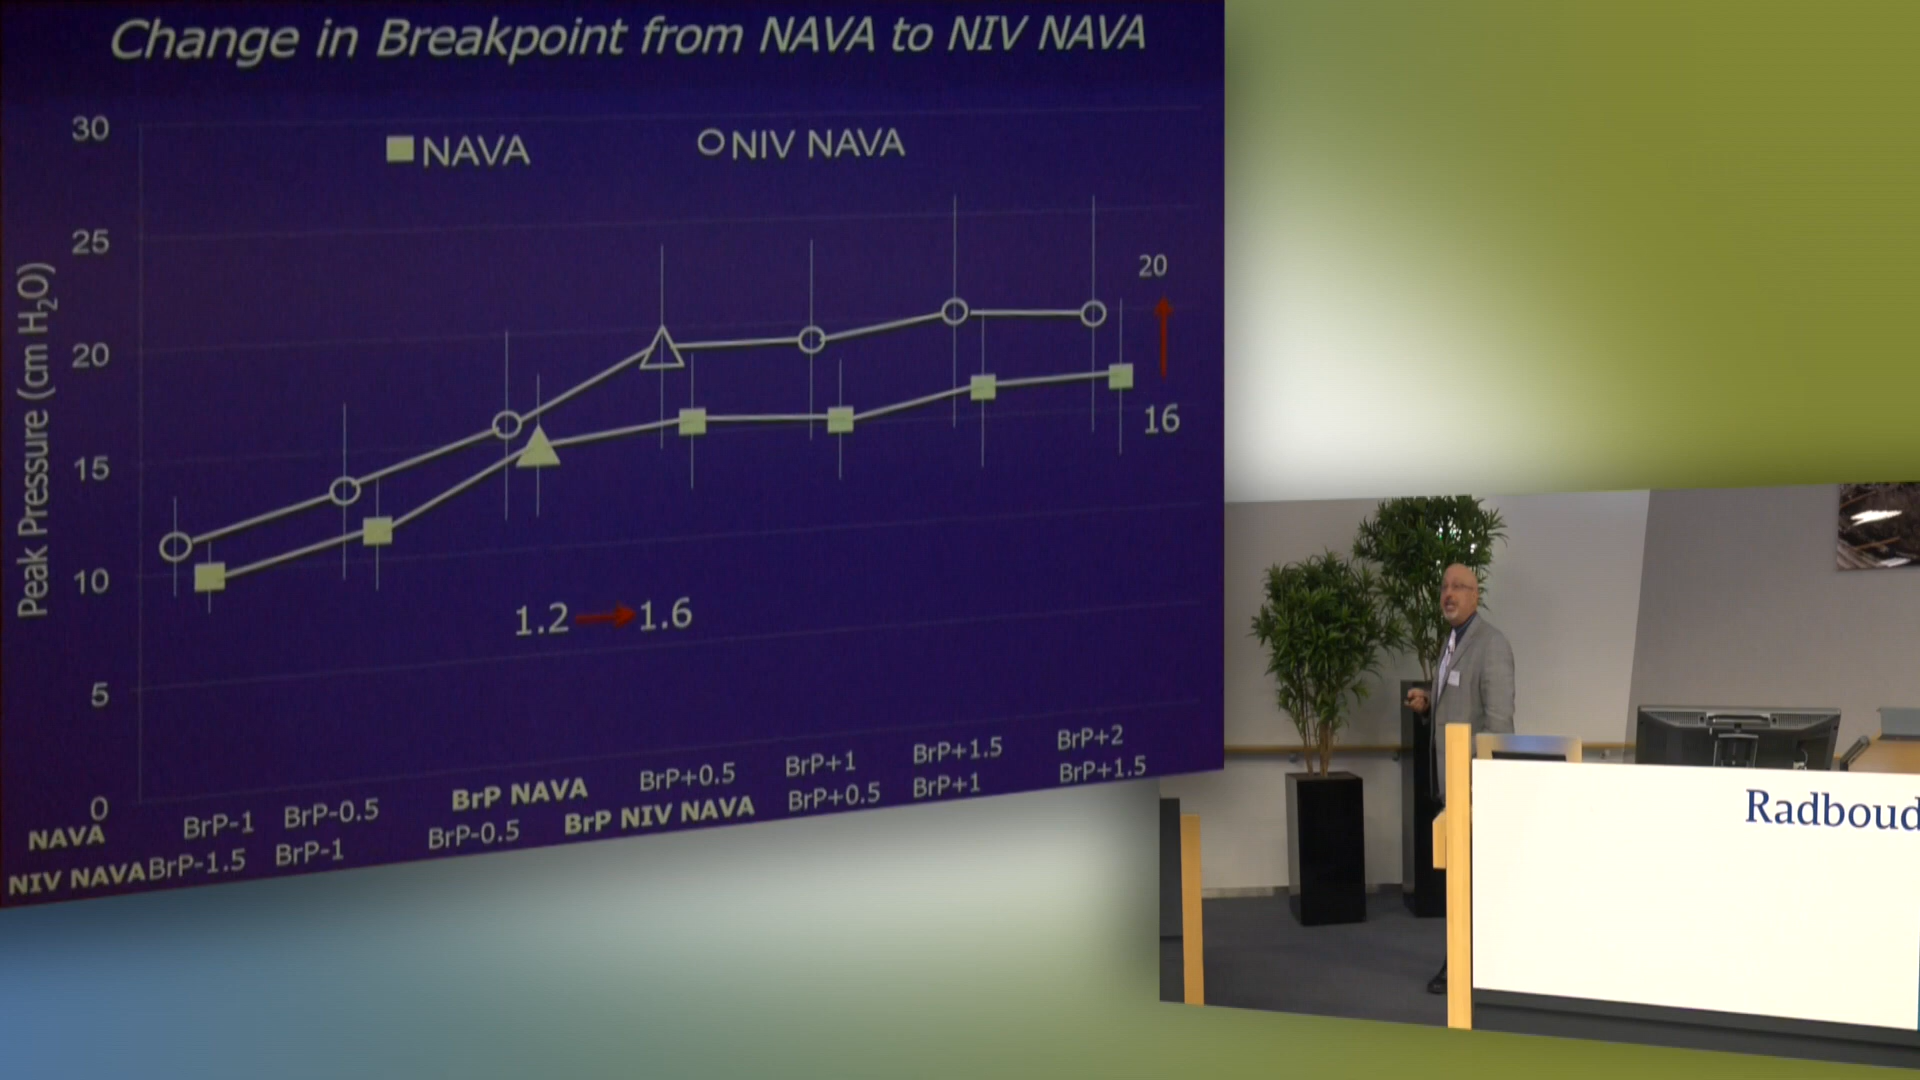 Change in Breakpoint from NAVA to NIV NAVA
30
NAVA
NIV NAVA
25
20
20
15
16
10
1.2
1.6
5
0
Peak Pressure (cm H₂O)
NAVA BrP-1 BrP-0.5 BrP NAVA BrP+0.5 BrP+1 BrP+1.5 BrP+2
NIV NAVA BrP-1.5 BrP-1 BrP-0.5 BrP NIV NAVA BrP+0.5 BrP+1 BrP+1.5
Radboud